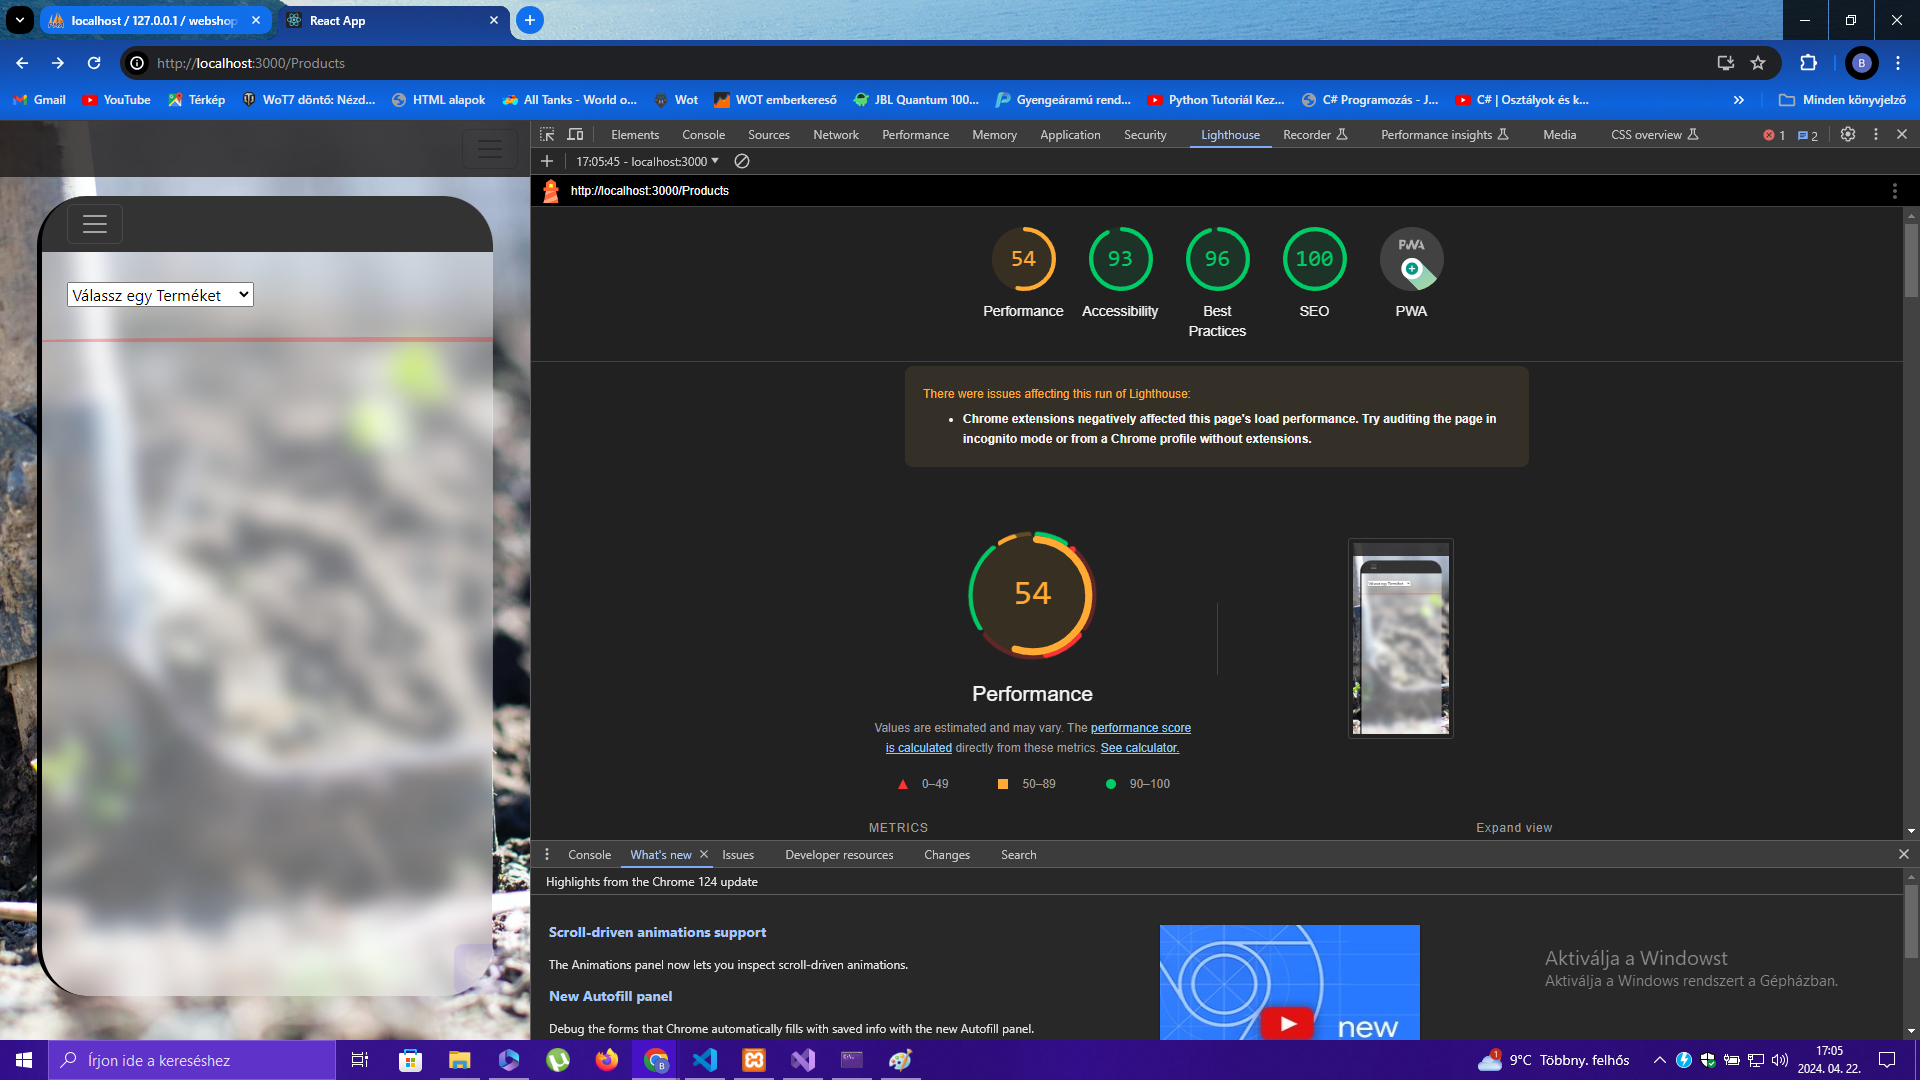 localhost / 127.0.0.1 / webshop
React App
http://localhost:3000/Products
Gmail
YouTube
Térkép
WoT7 döntő: Nézd...
HTML alapok
All Tanks - World o...
Wot
WOT emberkereső
JBL Quantum 100...
Gyengeáramú rend...
Python Tutoriál Kez...
C# Programozás - J...
C# | Osztályok és k...
Minden könyvjelző
Elements
Console
Sources
Network
Performance
Memory
Application
Security
Lighthouse
Recorder
Performance insights
Media
CSS overview
1
2
17:05:45 - localhost:3000
http://localhost:3000/Products
Válassz egy Terméket
54
93
96
100
PWA
Performance
Accessibility
Best
Practices
SEO
PWA
There were issues affecting this run of Lighthouse:
Chrome extensions negatively affected this page's load performance. Try auditing the page in
incognito mode or from a Chrome profile without extensions.
54
Performance
Values are estimated and may vary. The performance score
is calculated directly from these metrics. See calculator.
0–49
50–89
90–100
METRICS
Expand view
Console
What's new
Issues
Developer resources
Changes
Search
Highlights from the Chrome 124 update
Scroll-driven animations support
The Animations panel now lets you inspect scroll-driven animations.
New Autofill panel
Debug the forms that Chrome automatically fills with saved info with the new Autofill panel.
new
Aktiválja a Windowst
Aktiválja a Windows rendszert a Gépházban.
Írjon ide a kereséshez
1
9°C Többny. felhős
17:05
2024. 04. 22.